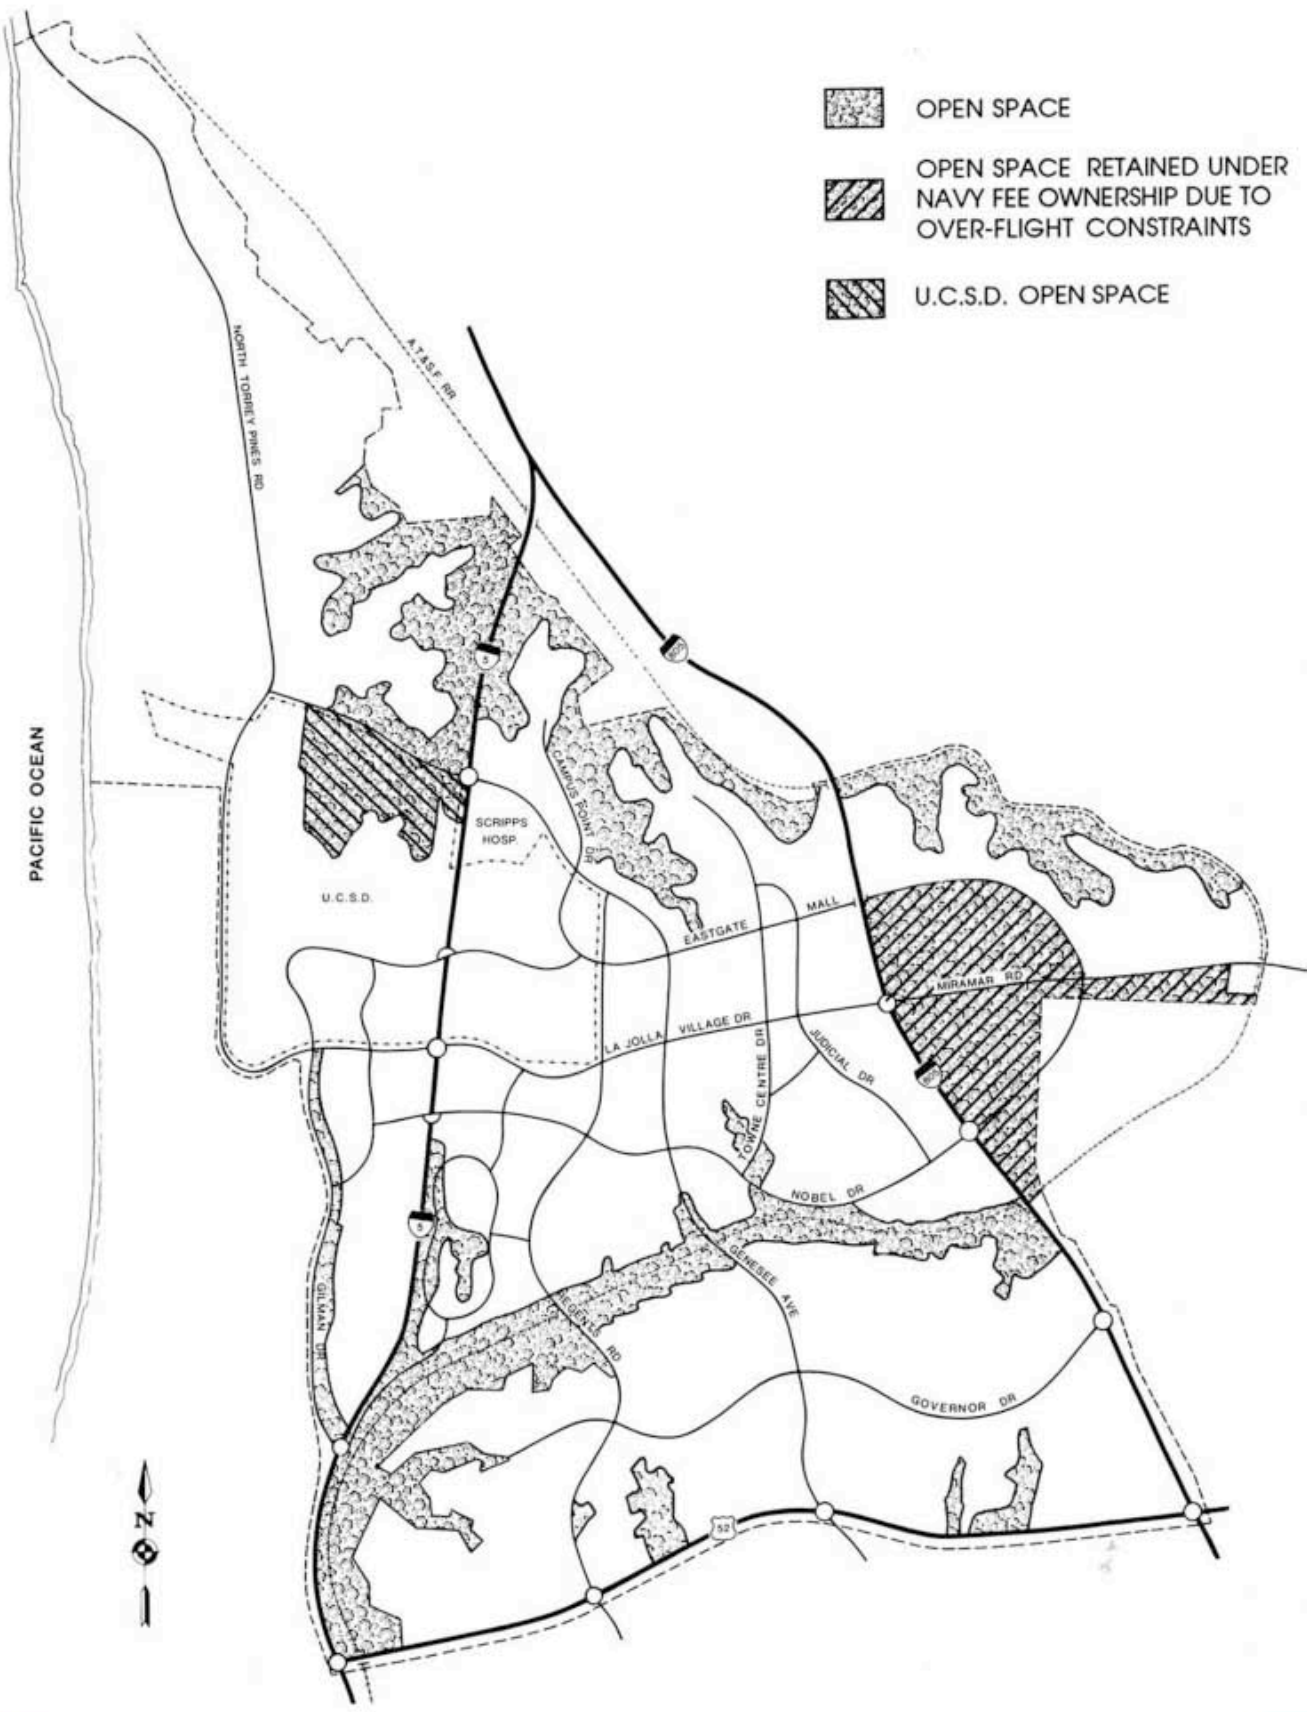 OPEN SPACE
OPEN SPACE RETAINED UNDER
NAVY FEE OWNERSHIP DUE TO
OVER-FLIGHT CONSTRAINTS
U.C.S.D. OPEN SPACE
NORTH TORREY PINES RD
A.T.&S.F. RR
5
805
PACIFIC OCEAN
CAMPUS POINT DR
SCRIPPS
HOSP.
U.C.S.D.
EASTGATE MALL
MIRAMAR RD
LA JOLLA VILLAGE DR
TOWNE CENTRE DR
JUDICIAL DR
805
NOBEL DR
5
GENESEE AVE
GILMAN DR
REGENTS RD
GOVERNOR DR
52
N